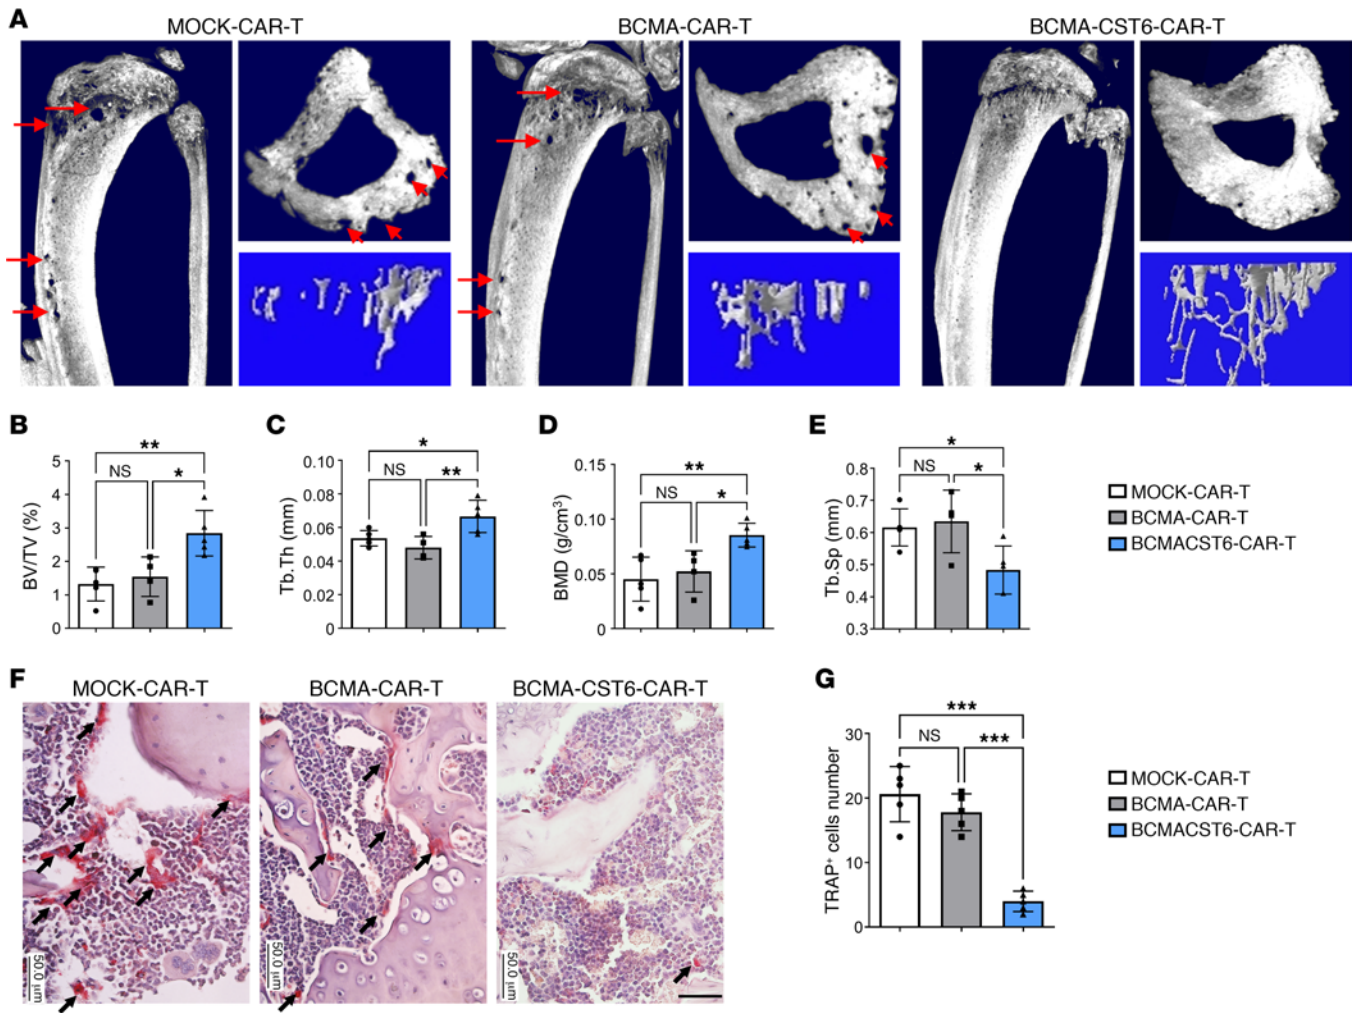 A
MOCK-CAR-T
BCMA-CAR-T
BCMA-CST6-CAR-T
B
BV/TV (%)
5
4
3
2
1
0
**
NS
*
C
Tb.Th (mm)
0.10
0.08
0.06
0.04
0.02
0
*
NS
**
D
BMD (g/cm³)
0.15
0.10
0.05
0
**
NS
*
E
Tb.Sp (mm)
0.8
0.7
0.6
0.5
0.4
0.3
*
NS
*
MOCK-CAR-T
BCMA-CAR-T
BCMACST6-CAR-T
F
MOCK-CAR-T
BCMA-CAR-T
BCMA-CST6-CAR-T
50.0 µm
50.0 µm
50.0 µm
G
TRAP⁺ cells number
30
20
10
0
***
NS
***
MOCK-CAR-T
BCMA-CAR-T
BCMACST6-CAR-T